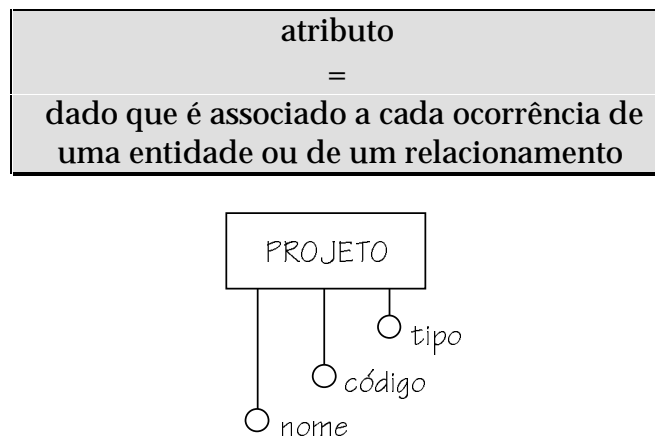 atributo
=
dado que é associado a cada ocorrência de
uma entidade ou de um relacionamento
PROJETO
tipo
código
nome